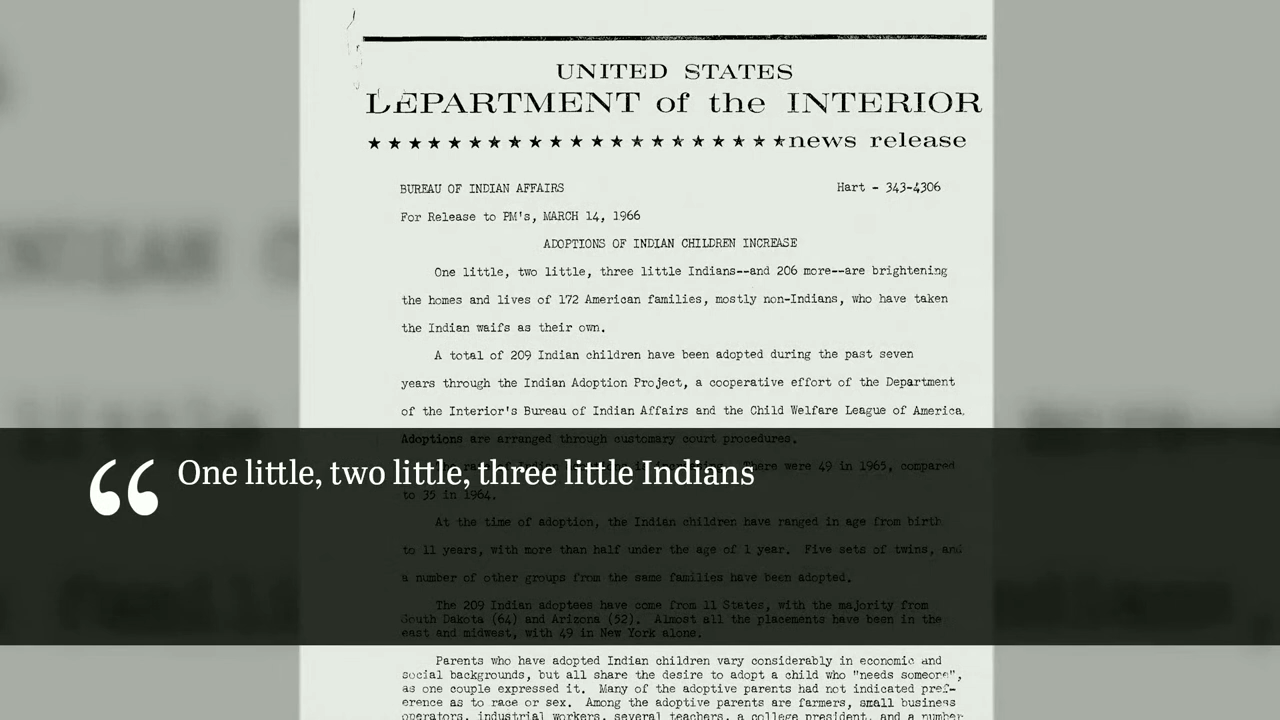 UNITED STATES
DEPARTMENT of the INTERIOR
★★★★★★★★★★★★★★★★★★★★★news release
BUREAU OF INDIAN AFFAIRS Hart - 343-4306
For Release to PM's, MARCH 14, 1966
ADOPTIONS OF INDIAN CHILDREN INCREASE
One little, two little, three little Indians--and 206 more--are brightening
the homes and lives of 172 American families, mostly non-Indians, who have taken
the Indian waifs as their own.
A total of 209 Indian children have been adopted during the past seven
years through the Indian Adoption Project, a cooperative effort of the Department
of the Interior's Bureau of Indian Affairs and the Child Welfare League of America.
Adoptions are arranged through customary court procedures.
“One little, two little, three little Indians
There were 49 in 1965, compared
to 35 in 1964.
At the time of adoption, the Indian children have ranged in age from birth
to 11 years, with more than half under the age of 1 year. Five sets of twins, and
a number of other groups from the same families have been adopted.
The 209 Indian adoptees have come from 11 States, with the majority from
South Dakota (64) and Arizona (52). Almost all the placements have been in the
east and midwest, with 49 in New York alone.
Parents who have adopted Indian children vary considerably in economic and
social backgrounds, but all share the desire to adopt a child who "needs someone",
as one couple expressed it. Many of the adoptive parents had not indicated pref-
erence as to race or sex. Among the adoptive parents are farmers, small business
operators, industrial workers, several teachers, a college president, and a number